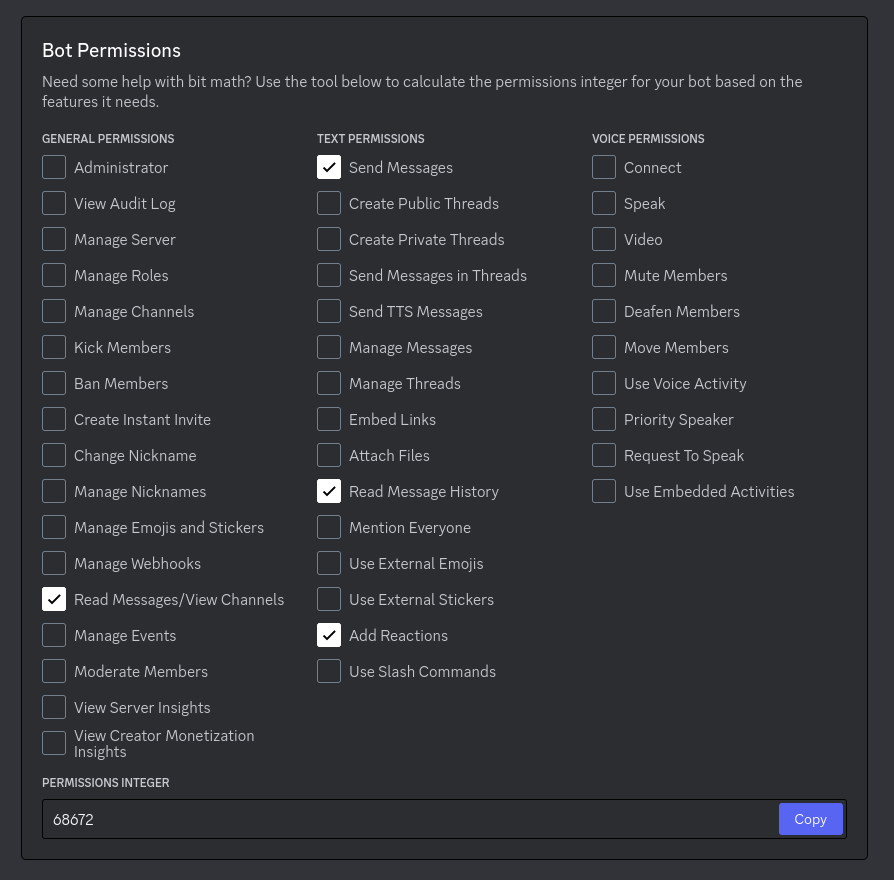 Bot Permissions
Need some help with bit math? Use the tool below to calculate the permissions integer for your bot based on the
features it needs.
GENERAL PERMISSIONS
Administrator
View Audit Log
Manage Server
Manage Roles
Manage Channels
Kick Members
Ban Members
Create Instant Invite
Change Nickname
Manage Nicknames
Manage Emojis and Stickers
Manage Webhooks
Read Messages/View Channels
Manage Events
Moderate Members
View Server Insights
View Creator Monetization
Insights
TEXT PERMISSIONS
Send Messages
Create Public Threads
Create Private Threads
Send Messages in Threads
Send TTS Messages
Manage Messages
Manage Threads
Embed Links
Attach Files
Read Message History
Mention Everyone
Use External Emojis
Use External Stickers
Add Reactions
Use Slash Commands
VOICE PERMISSIONS
Connect
Speak
Video
Mute Members
Deafen Members
Move Members
Use Voice Activity
Priority Speaker
Request To Speak
Use Embedded Activities
PERMISSIONS INTEGER
68672
Copy